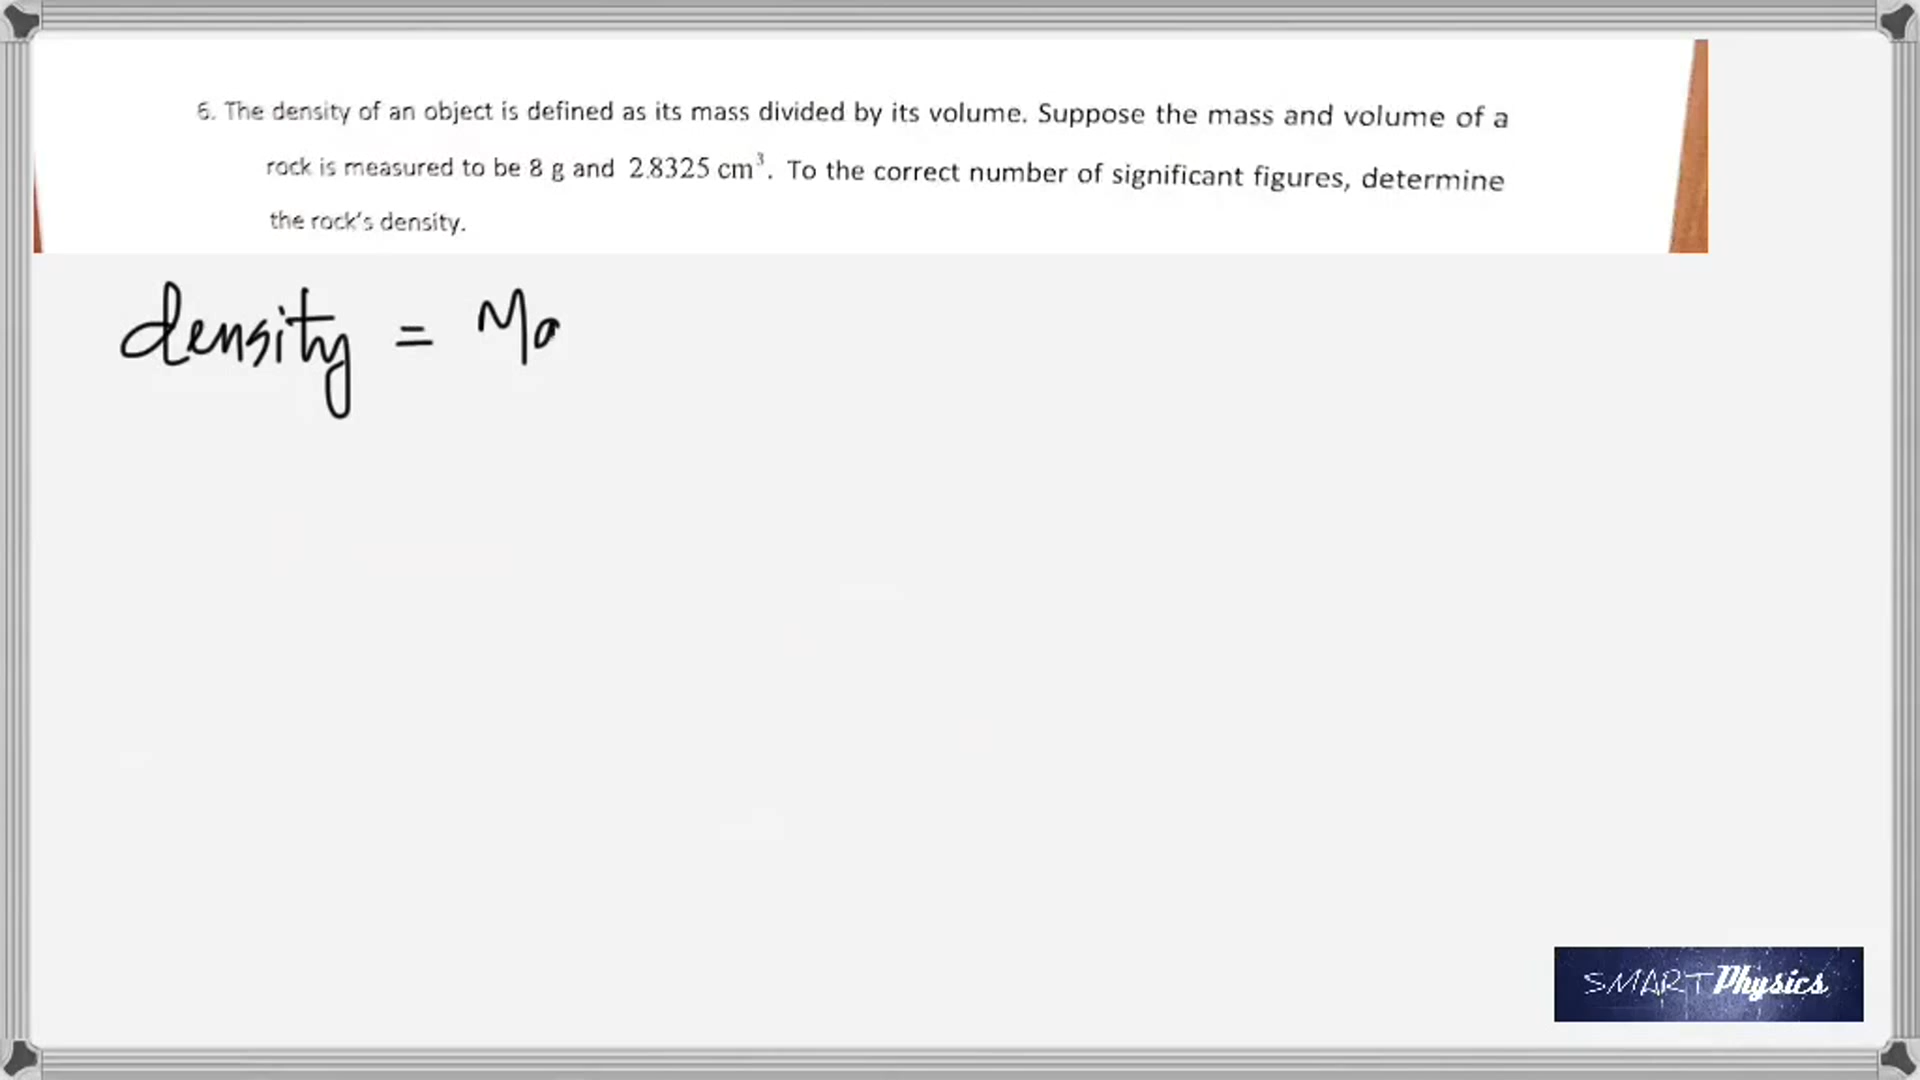 6. The density of an object is defined as its mass divided by its volume. Suppose the mass and volume of a
rock is measured to be 8 g and 2.8325 cm³. To the correct number of significant figures, determine
the rock's density.
density = Ma
SMART Physics